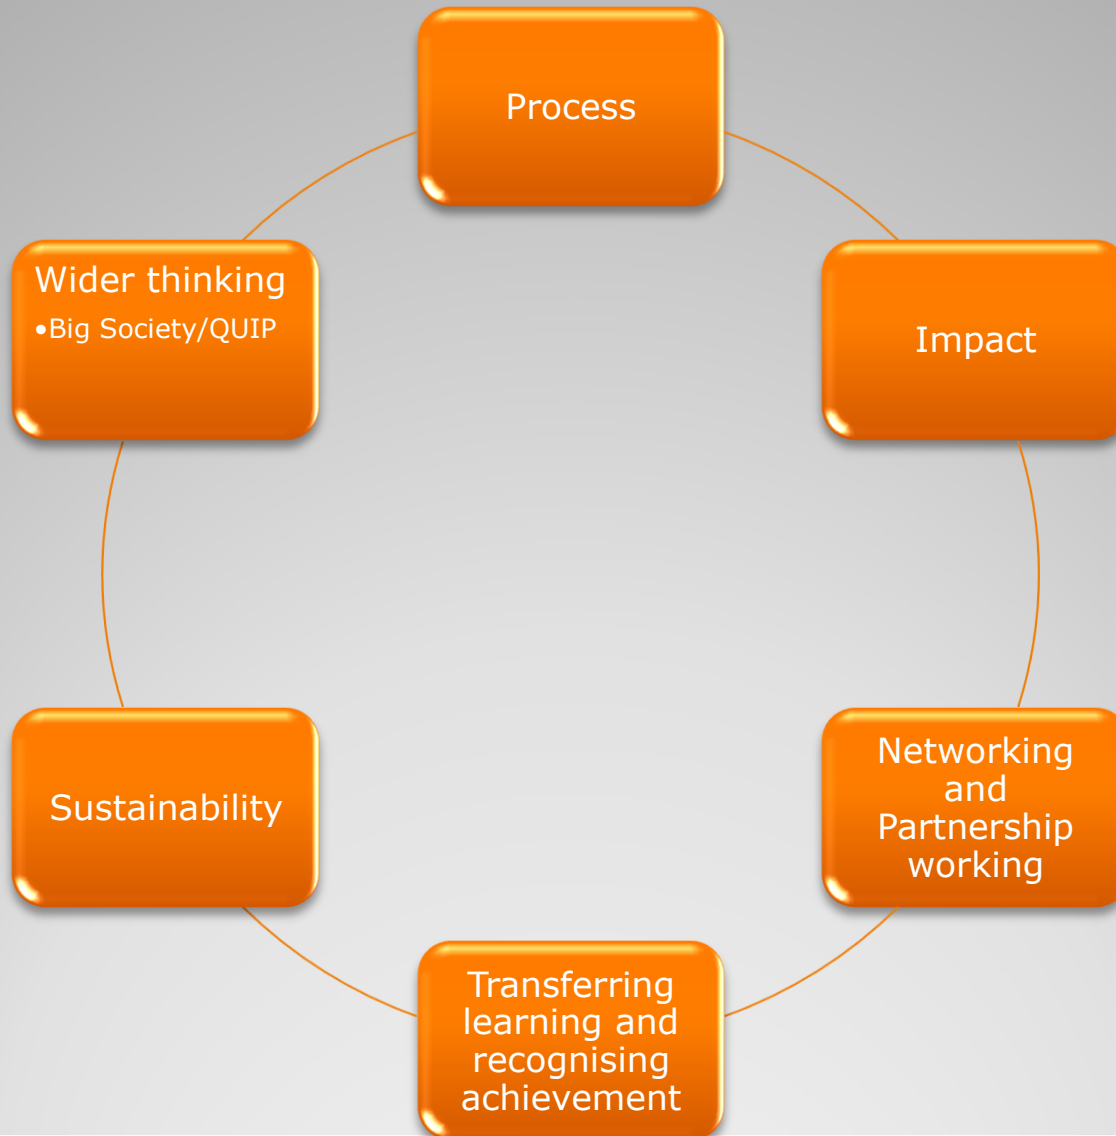 Process
Impact
Networking
and
Partnership
working
Transferring
learning and
recognising
achievement
Sustainability
Wider thinking
•Big Society/QUIP